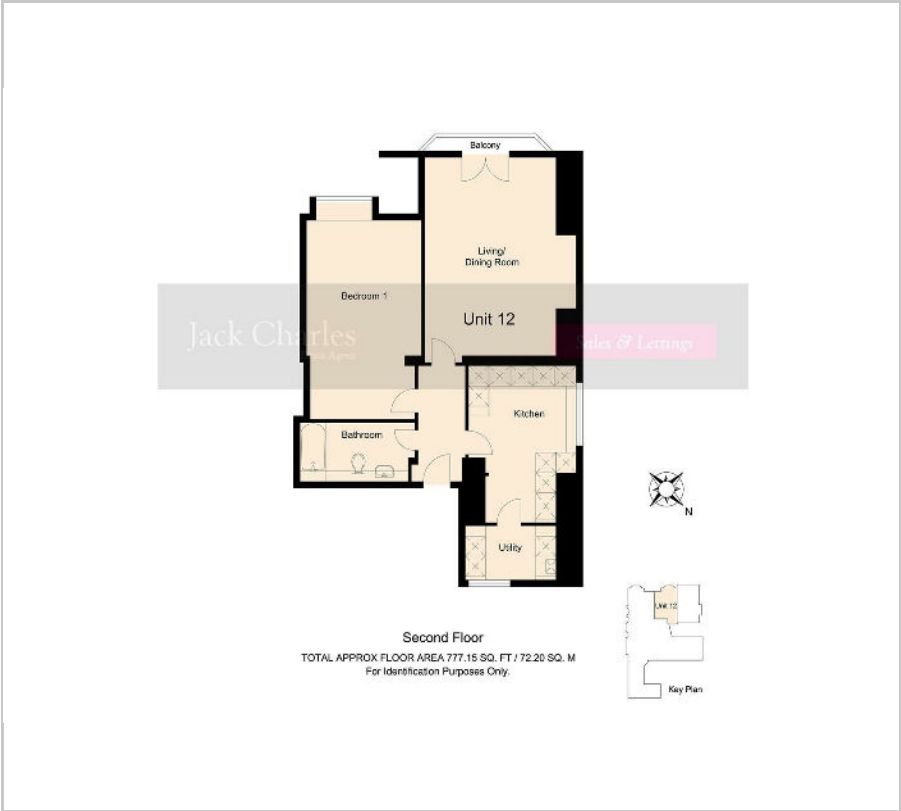 Balcony
Living/
Dining Room
Bedroom 1
Unit 12
Jack Charles
Sales & Lettings
Kitchen
Bathroom
Utility
N
Unit 12
Key Plan
Second Floor
TOTAL APPROX FLOOR AREA 777.15 SQ. FT / 72.20 SQ. M
For Identification Purposes Only.